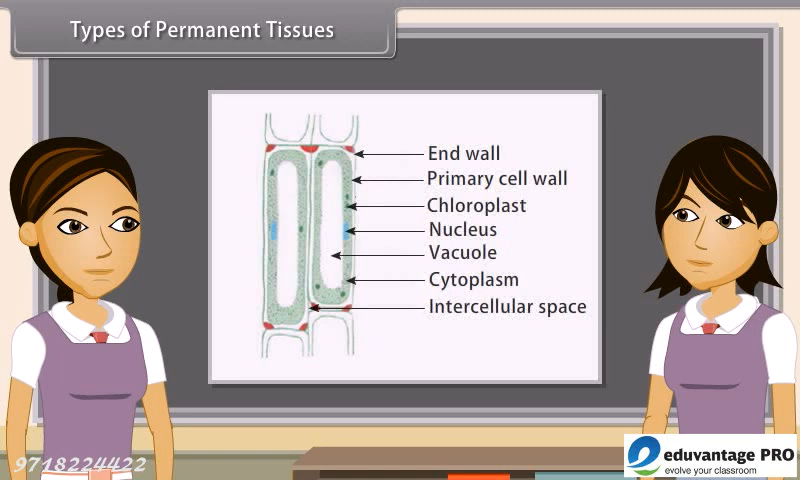 Types of Permanent Tissues
End wall
Primary cell wall
Chloroplast
Nucleus
Vacuole
Cytoplasm
Intercellular space
9718224422
eduvantage PRO
evolve your classroom